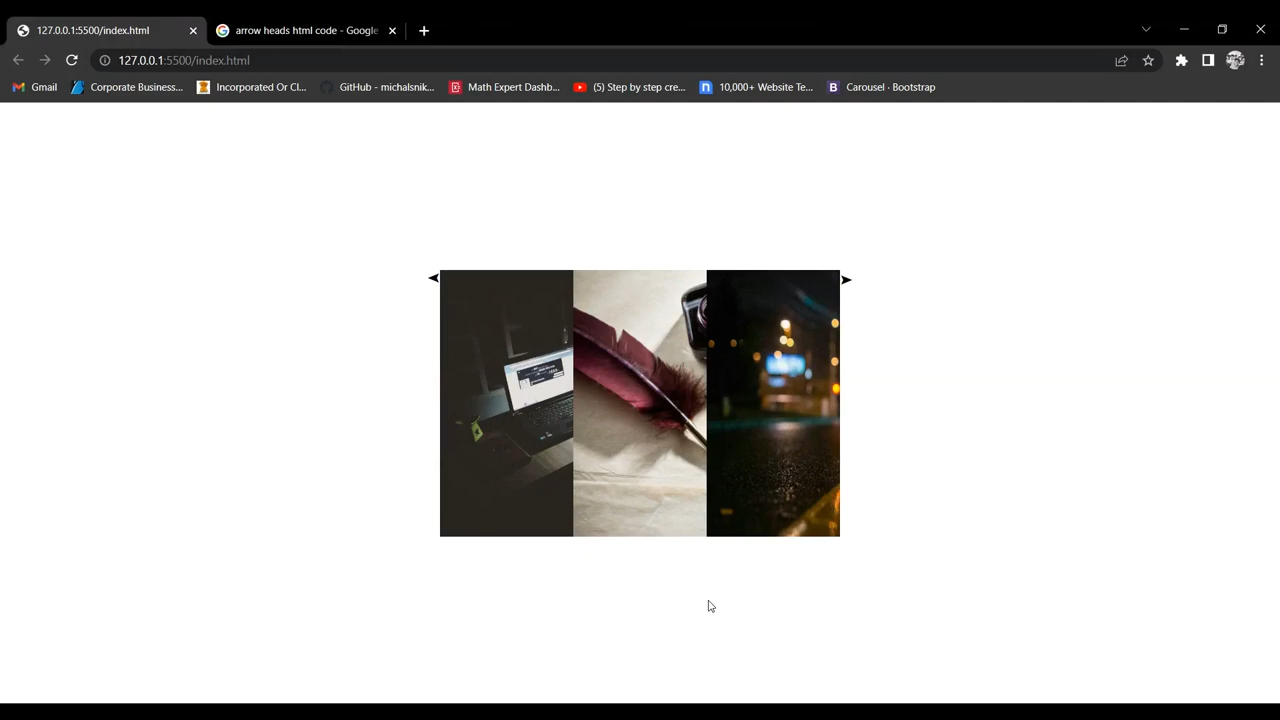 127.0.0.1:5500/index.html
arrow heads html code - Google
127.0.0.1:5500/index.html
Gmail
Corporate Business...
Incorporated Or Cl...
GitHub - michalsnik...
Math Expert Dashb...
(5) Step by step cre...
10,000+ Website Te...
Carousel · Bootstrap